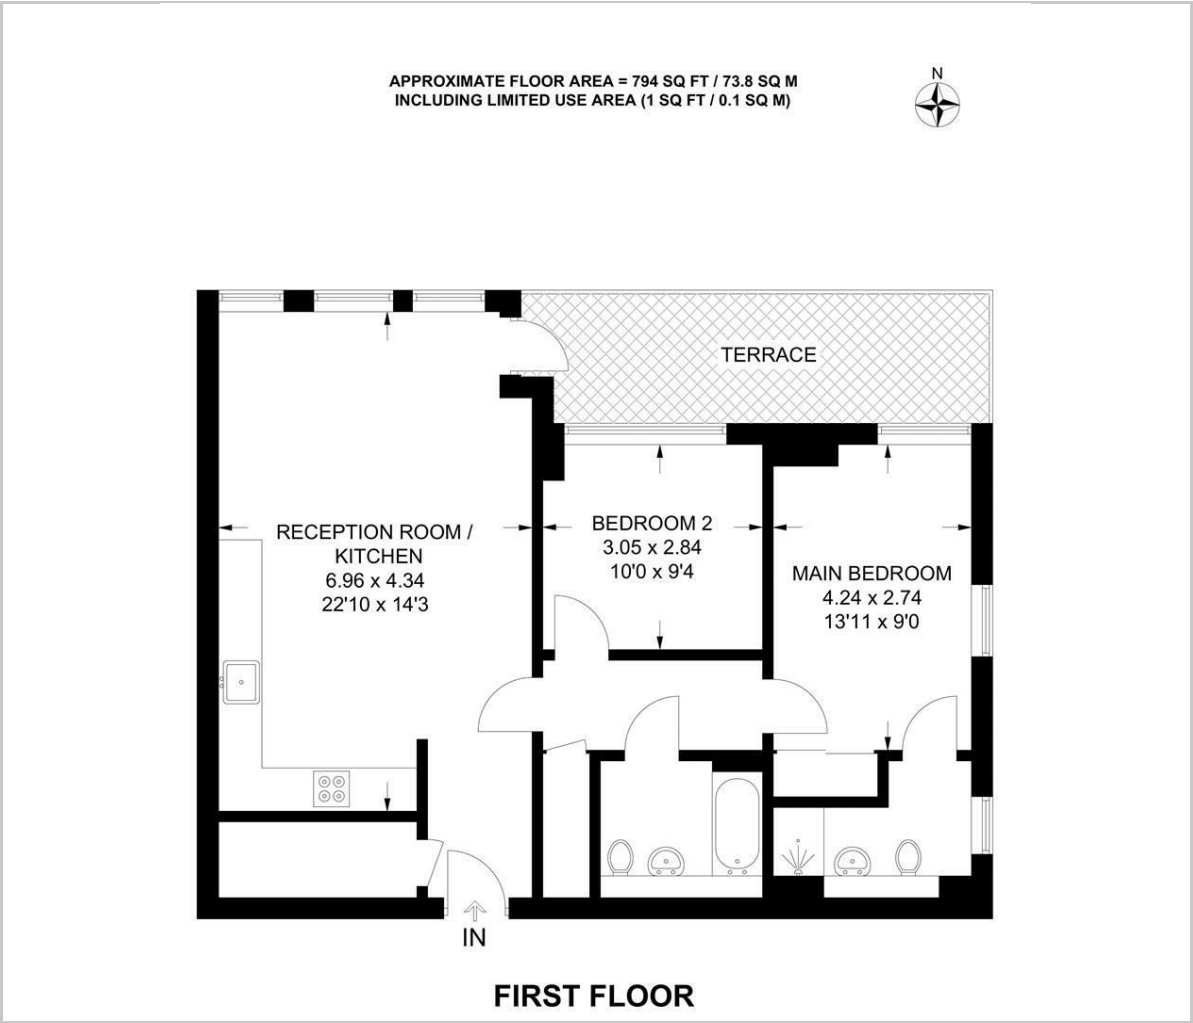 APPROXIMATE FLOOR AREA = 794 SQ FT / 73.8 SQ M
INCLUDING LIMITED USE AREA (1 SQ FT / 0.1 SQ M)
N
TERRACE
RECEPTION ROOM /
KITCHEN
6.96 x 4.34
22'10 x 14'3
BEDROOM 2
3.05 x 2.84
10'0 x 9'4
MAIN BEDROOM
4.24 x 2.74
13'11 x 9'0
IN
FIRST FLOOR